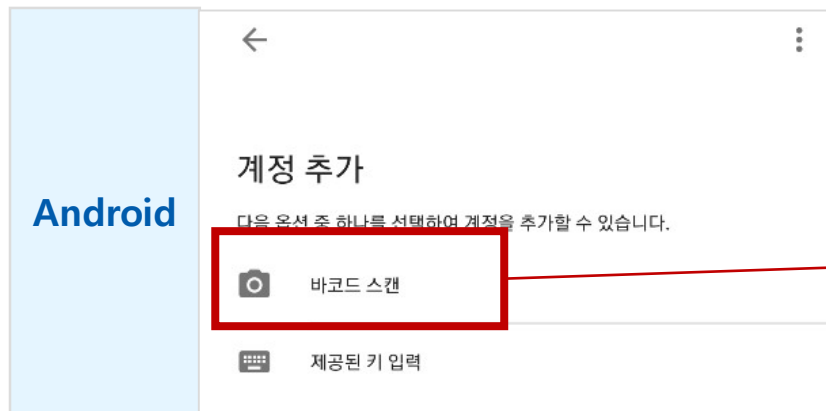 Android
계정 추가
다음 옵션 중 하나를 선택하여 계정을 추가할 수 있습니다.
바코드 스캔
제공된 키 입력